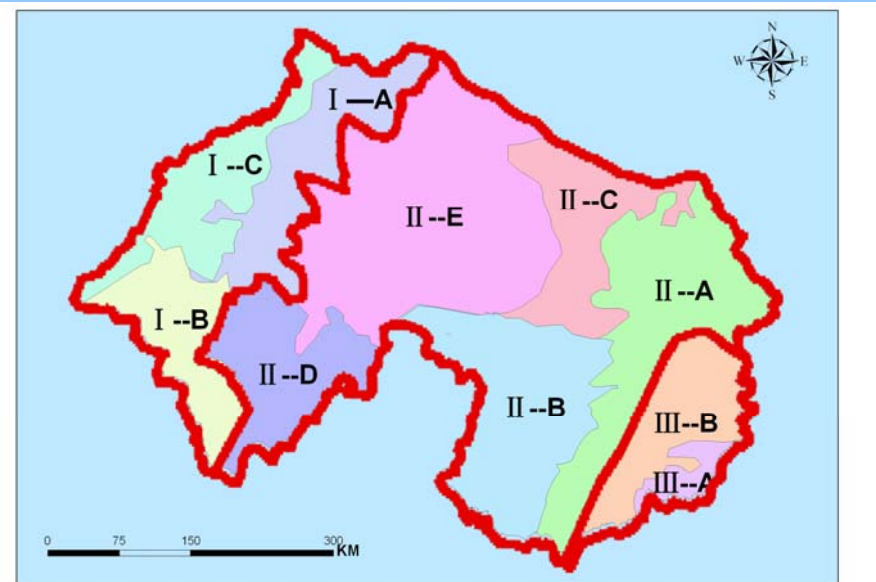 N
W E
S
Ⅰ —A
Ⅰ --C
Ⅱ --C
Ⅱ --E
Ⅱ --A
Ⅰ --B
Ⅱ --D
Ⅱ --B
Ⅲ--B
Ⅲ--A
0 75 150 300
KM